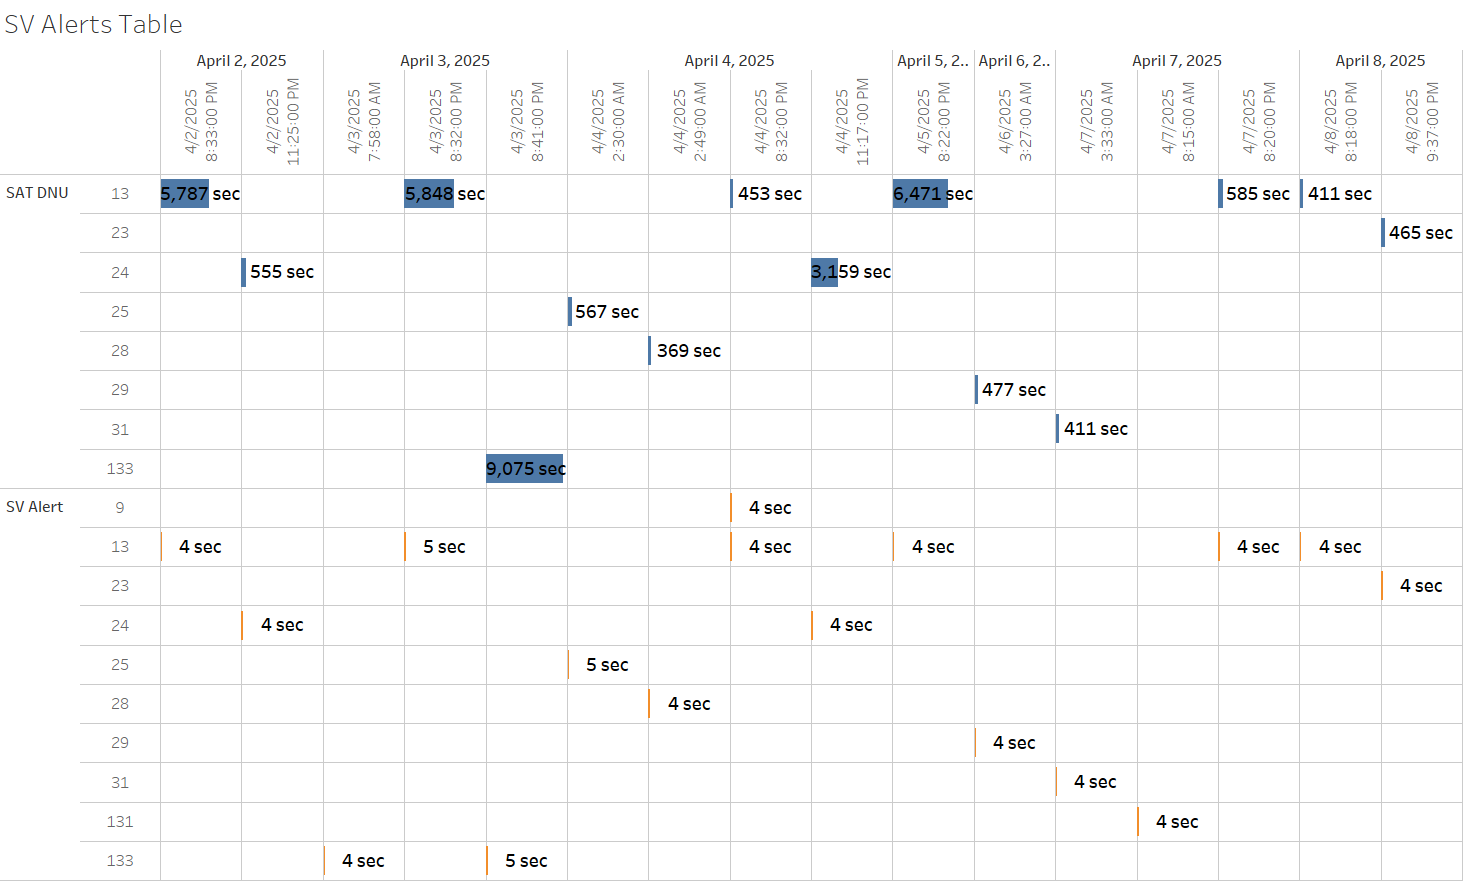 SV Alerts Table
April 2, 2025 April 3, 2025 April 4, 2025 April 5, 2.. April 6, 2.. April 7, 2025 April 8, 2025
4/2/2025 8:33:00 PM
4/2/2025 11:25:00 PM
4/3/2025 7:58:00 AM
4/3/2025 8:32:00 PM
4/3/2025 8:41:00 PM
4/4/2025 2:30:00 AM
4/4/2025 2:49:00 AM
4/4/2025 8:32:00 PM
4/4/2025 11:17:00 PM
4/5/2025 8:22:00 PM
4/6/2025 3:27:00 AM
4/7/2025 3:33:00 AM
4/7/2025 8:15:00 AM
4/7/2025 8:20:00 PM
4/8/2025 8:18:00 PM
4/8/2025 9:37:00 PM
SAT DNU 13 5,787 sec 5,848 sec 453 sec 6,471 sec 585 sec 411 sec
23 465 sec
24 555 sec 3,159 sec
25 567 sec
28 369 sec
29 477 sec
31 411 sec
133 9,075 sec
SV Alert 9 4 sec
13 4 sec 5 sec 4 sec 4 sec 4 sec 4 sec
23 4 sec
24 4 sec 4 sec
25 5 sec
28 4 sec
29 4 sec
31 4 sec
131 4 sec
133 4 sec 5 sec